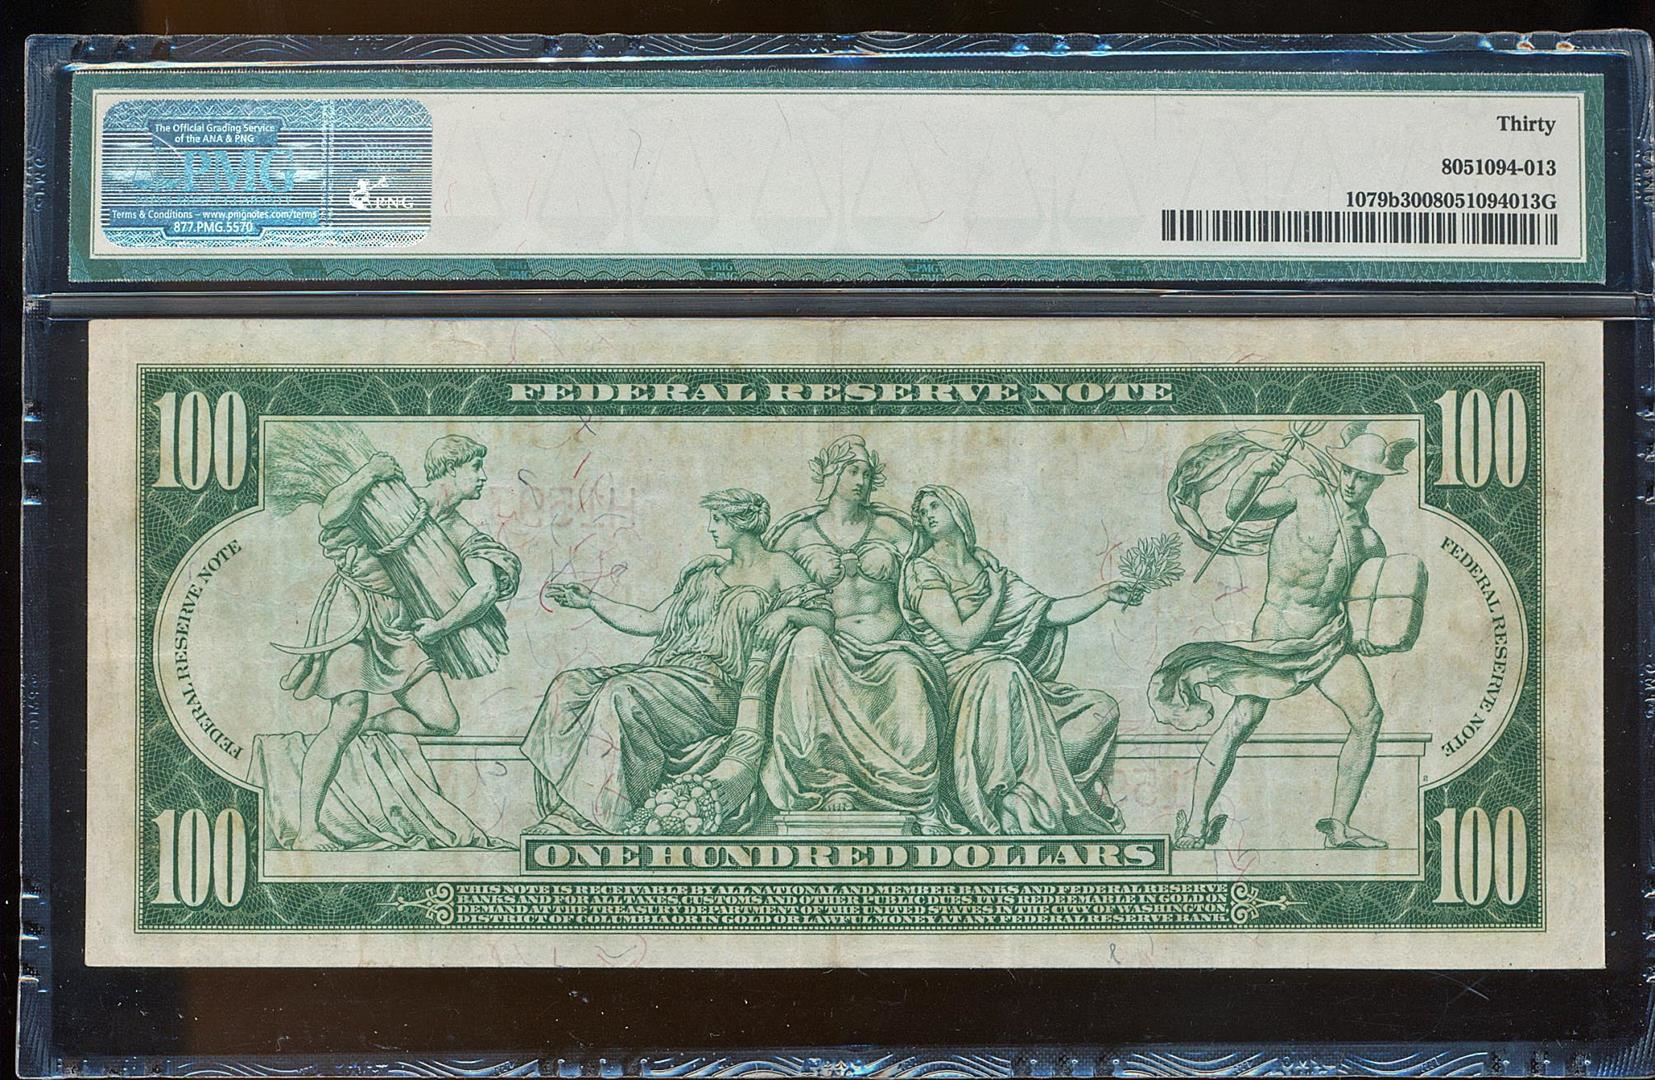 The Official Grading Service
of the ANA & PNG
PMG
PNG
Terms & Conditions – www.pmgnotes.com/terms
877.PMG.5570
Thirty
8051094-013
1079b3008051094013G
FEDERAL RESERVE NOTE
100
100
FEDERAL RESERVE NOTE
FEDERAL RESERVE NOTE
100
100
ONE HUNDRED DOLLARS
THIS NOTE IS RECEIVABLE BY ALL NATIONAL AND MEMBER BANKS AND FEDERAL RESERVE
BANKS AND FOR ALL TAXES, CUSTOMS AND OTHER PUBLIC DUES. IT IS REDEEMABLE IN GOLD ON
DEMAND AT THE TREASURY DEPARTMENT OF THE UNITED STATES IN THE CITY OF WASHINGTON
DISTRICT OF COLUMBIA OR IN GOLD OR LAWFUL MONEY AT ANY FEDERAL RESERVE BANK.